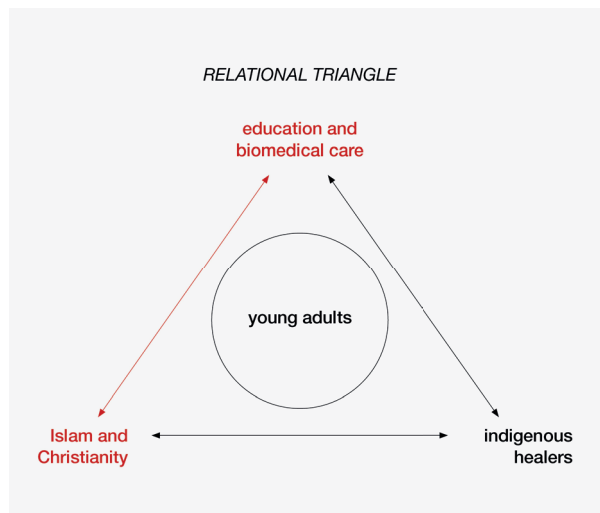 RELATIONAL TRIANGLE
education and
biomedical care
young adults
Islam and
Christianity
indigenous
healers